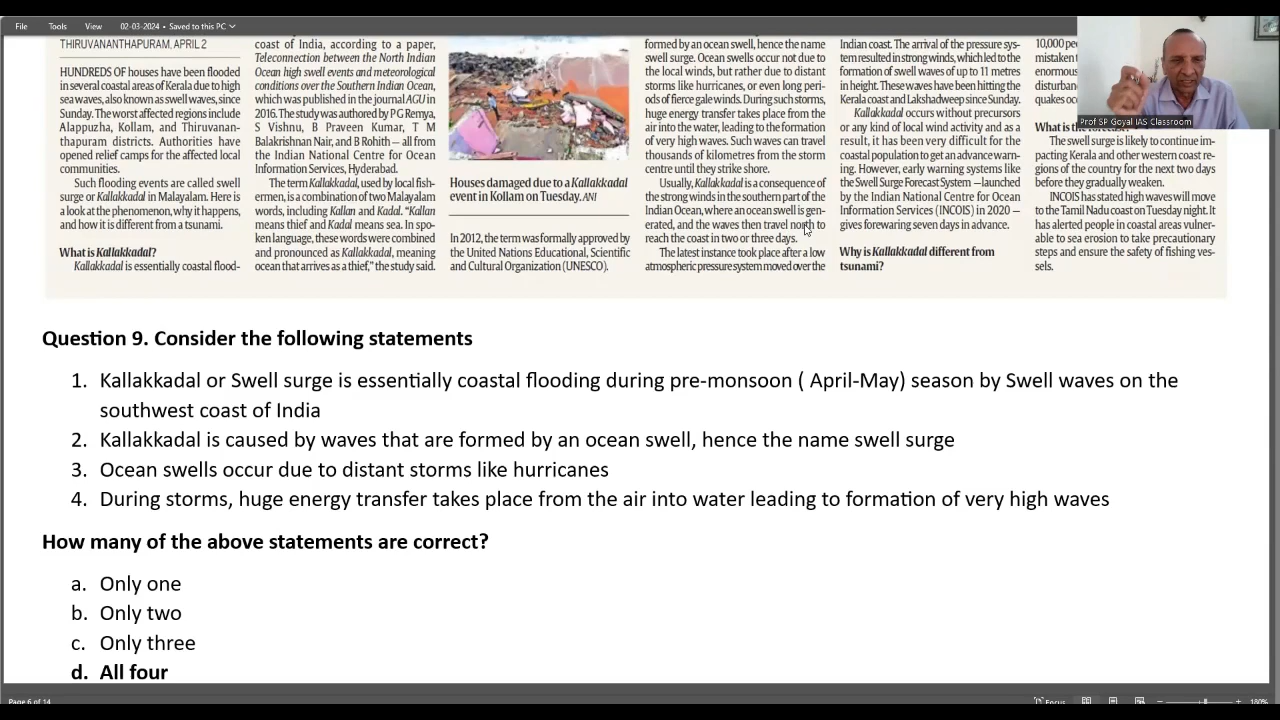 File Tools View 02-03-2024 • Saved to this PC
THIRUVANANTHAPURAM, APRIL 2
HUNDREDS OF houses have been flooded
in several coastal areas of Kerala due to high
sea waves, also known as swell waves, since
Sunday. The worst affected regions include
Alappuzha, Kollam, and Thiruvanan-
thapuram districts. Authorities have
opened relief camps for the affected local
communities.
Such flooding events are called swell
surge or Kallakkadal in Malayalam. Here is
a look at the phenomenon, why it happens,
and how it is different from a tsunami.
What is Kallakkadal?
Kallakkadal is essentially coastal flood-
coast of India, according to a paper,
Teleconnection between the North Indian
Ocean high swell events and meteorological
conditions over the Southern Indian Ocean,
which was published in the journal AGU in
2016. The study was authored by P G Remya,
S Vishnu, B Praveen Kumar, T M
Balakrishnan Nair, and B Rohith — all from
the Indian National Centre for Ocean
Information Services, Hyderabad.
The term Kallakkadal, used by local fish-
ermen, is a combination of two Malayalam
words, including Kallan and Kadal. “Kallan
means thief and Kadal means sea. In spo-
ken language, these words were combined
and pronounced as Kallakkadal, meaning
ocean that arrives as a thief,” the study said.
Houses damaged due to a Kallakkadal
event in Kollam on Tuesday. ANI
In 2012, the term was formally approved by
the United Nations Educational, Scientific
and Cultural Organization (UNESCO).
formed by an ocean swell, hence the name
swell surge. Ocean swells occur not due to
the local winds, but rather due to distant
storms like hurricanes, or even long peri-
ods of fierce gale winds. During such storms,
huge energy transfer takes place from the
air into the water, leading to the formation
of very high waves. Such waves can travel
thousands of kilometres from the storm
centre until they strike shore.
Usually, Kallakkadal is a consequence of
the strong winds in the southern part of the
Indian Ocean, where an ocean swell is gen-
erated, and the waves then travel north to
reach the coast in two or three days.
The latest instance took place after a low
atmospheric pressure system moved over the
Indian coast. The arrival of the pressure sys-
tem resulted in strong winds, which led to the
formation of swell waves of up to 11 metres
in height. These waves have been hitting the
Kerala coast and Lakshadweep since Sunday.
Kallakkadal occurs without precursors
or any kind of local wind activity and as a
result, it has been very difficult for the
coastal population to get an advance warn-
ing. However, early warning systems like
the Swell Surge Forecast System — launched
by the Indian National Centre for Ocean
Information Services (INCOIS) in 2020 —
gives forewaring seven days in advance.
Why is Kallakkadal different from
tsunami?
10,000
mistaken
enormous
disturban
quakes
What is the forecast?
The swell surge is likely to continue im-
pacting Kerala and other western coast re-
gions of the country for the next two days
before they gradually weaken.
INCOIS has stated high waves will move
to the Tamil Nadu coast on Tuesday night. It
has alerted people in coastal areas vulner-
able to sea erosion to take precautionary
steps and ensure the safety of fishing ves-
sels.
Prof SP Goyal IAS Classroom
Question 9. Consider the following statements
1. Kallakkadal or Swell surge is essentially coastal flooding during pre-monsoon ( April-May) season by Swell waves on the
southwest coast of India
2. Kallakkadal is caused by waves that are formed by an ocean swell, hence the name swell surge
3. Ocean swells occur due to distant storms like hurricanes
4. During storms, huge energy transfer takes place from the air into water leading to formation of very high waves
How many of the above statements are correct?
a. Only one
b. Only two
c. Only three
d. All four
Page 6 of 14 Focus 180%